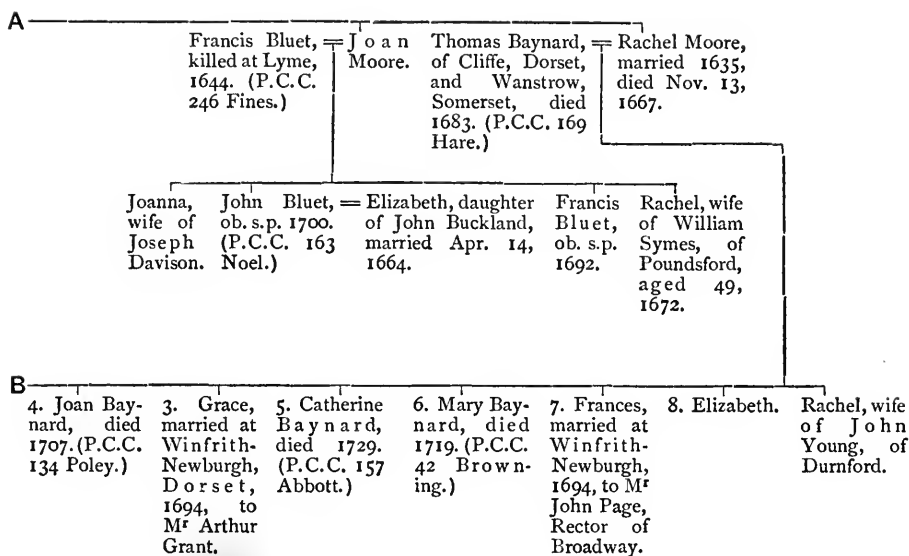 A
Francis Bluet,
killed at Lyme,
1644. (P.C.C.
246 Fines.)
Joan
Moore.
Thomas Baynard,
of Cliffe, Dorset,
and Wanstrow,
Somerset, died
1683. (P.C.C. 169
Hare.)
Rachel Moore,
married 1635,
died Nov. 13,
1667.
Joanna,
wife of
Joseph
Davison.
John Bluet,
ob. s.p. 1700.
(P.C.C. 163
Noel.)
Elizabeth, daughter
of John Buckland,
married Apr. 14,
1664.
Francis
Bluet,
ob. s.p.
1692.
Rachel, wife
of William
Symes, of
Poundsford,
aged 49,
1672.
B
4. Joan Bay-
nard, died
1707. (P.C.C.
134 Poley.)
3. Grace,
married at
Winfrith-
Newburgh,
Dorset,
1694, to
Mr Arthur
Grant.
5. Catherine
Baynard,
died 1729.
(P.C.C. 157
Abbott.)
6. Mary Bay-
nard, died
1719. (P.C.C.
42 Brown-
ing.)
7. Frances,
married at
Winfrith-
Newburgh,
1694, to Mr
John Page,
Rector of
Broadway.
8. Elizabeth.
Rachel, wife
of John
Young, of
Durnford.